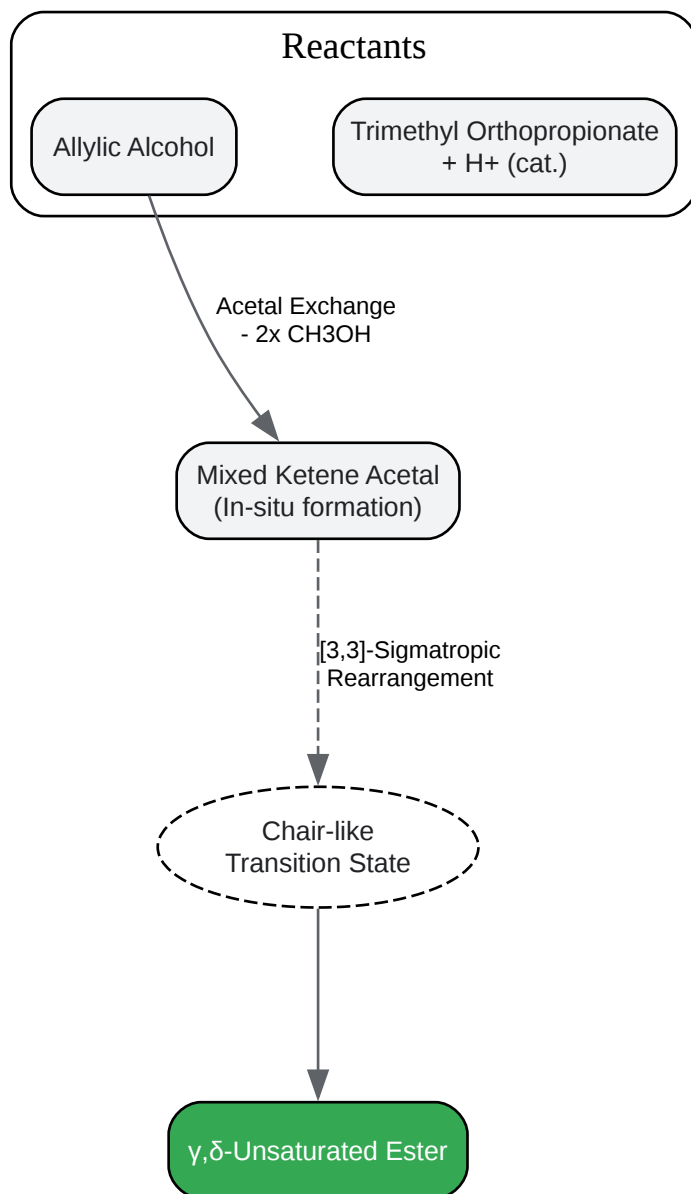 Reactants
Allylic Alcohol
Trimethyl Orthopropionate
+ H+ (cat.)
Acetal Exchange
- 2x CH3OH
Mixed Ketene Acetal
(In-situ formation)
[3,3]-Sigmatropic
Rearrangement
Chair-like
Transition State
γ,δ-Unsaturated Ester